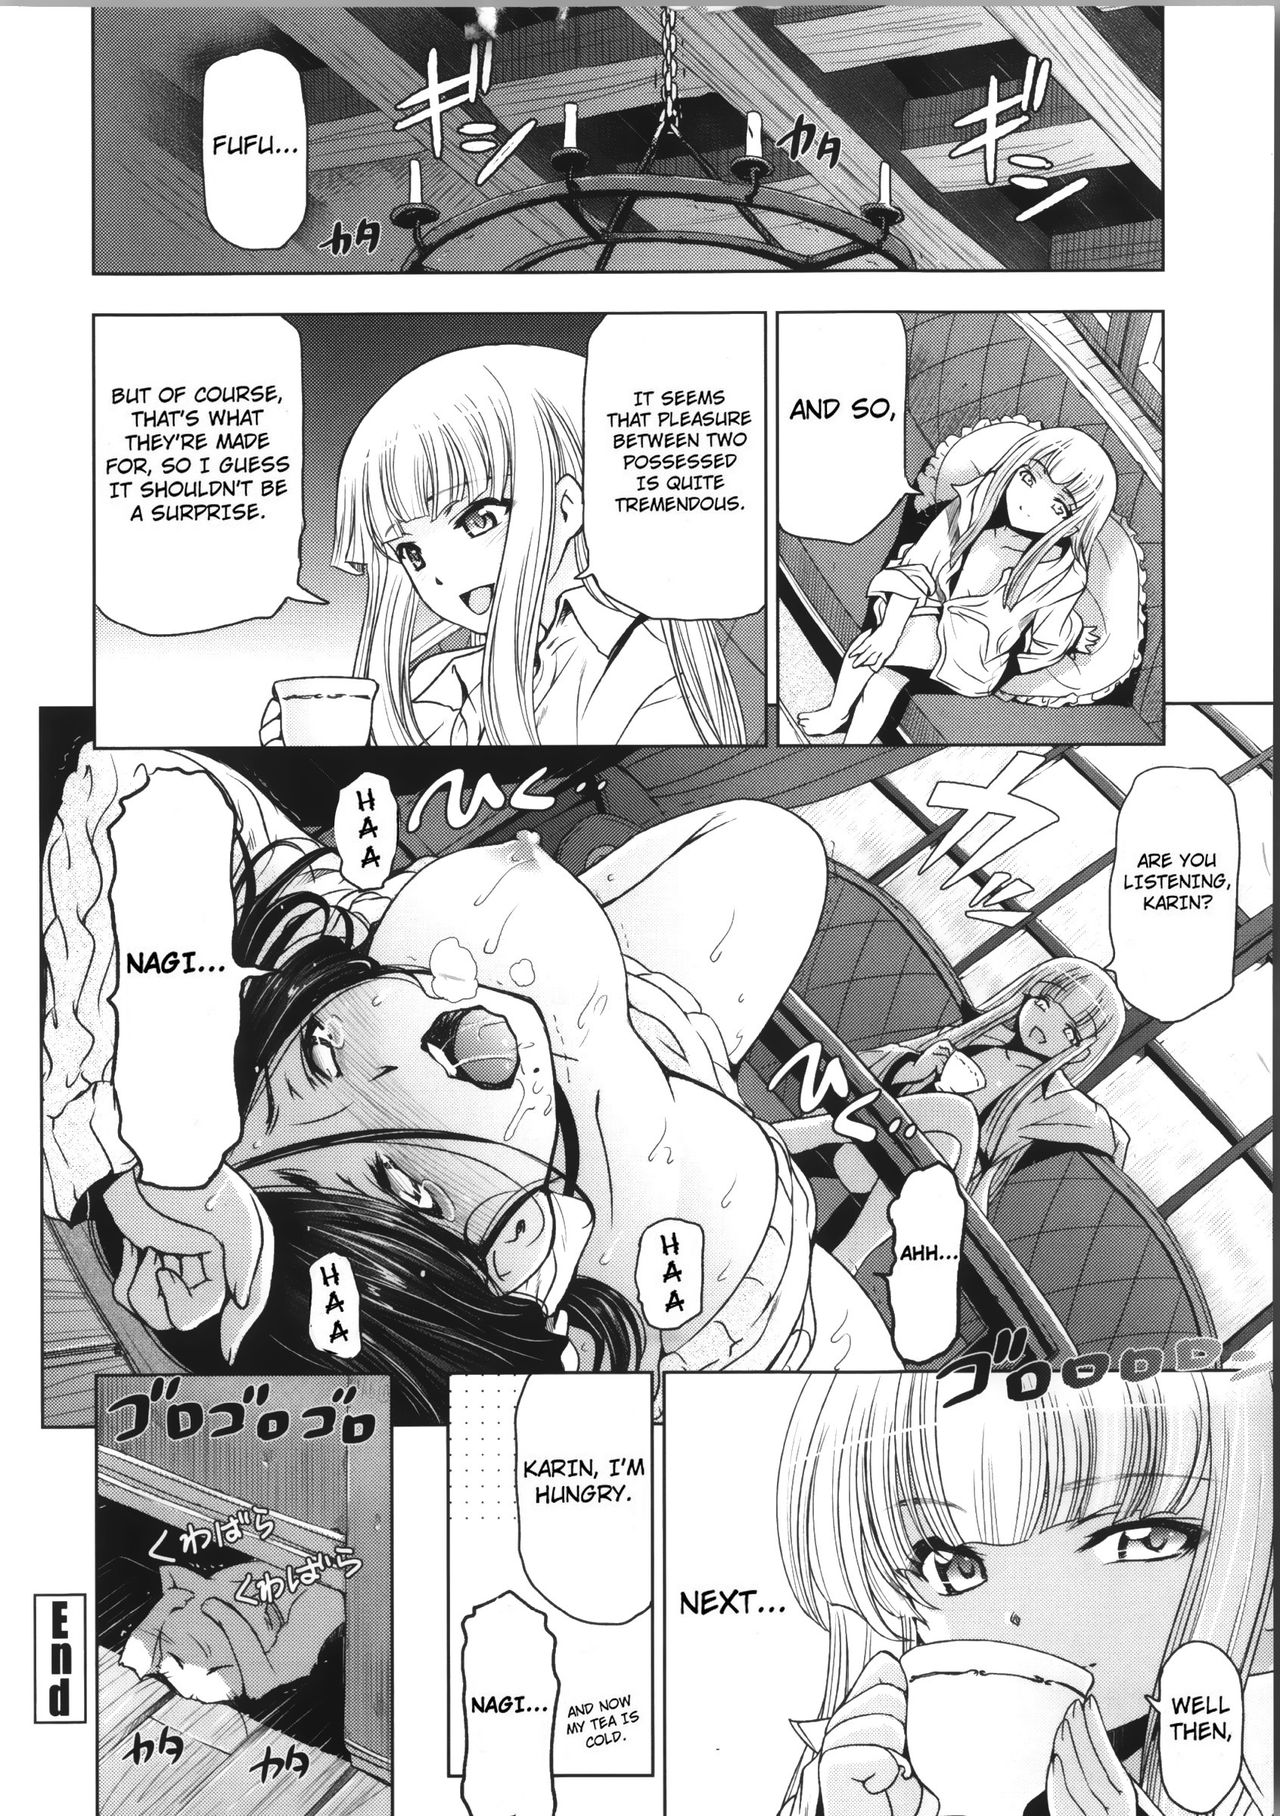 FUFU...
ギシッ
カタ
ギシッ
カタ
AND SO,
IT SEEMS
THAT PLEASURE
BETWEEN TWO
POSSESSED
IS QUITE
TREMENDOUS.
BUT OF COURSE,
THAT'S WHAT
THEY'RE MADE
FOR, SO I GUESS
IT SHOULDN'T BE
A SURPRISE.
ARE YOU
LISTENING,
KARIN?
HAA
ひく…
NAGI...
ひく…
AHH...
HAA
HAA
ゴロロロロ
WELL
THEN,
NEXT...
KARIN, I'M
HUNGRY.
AND NOW
MY TEA IS
COLD.
NAGI...
ゴロゴロゴロ
くわばら
くわばら
カタ
カタ
End